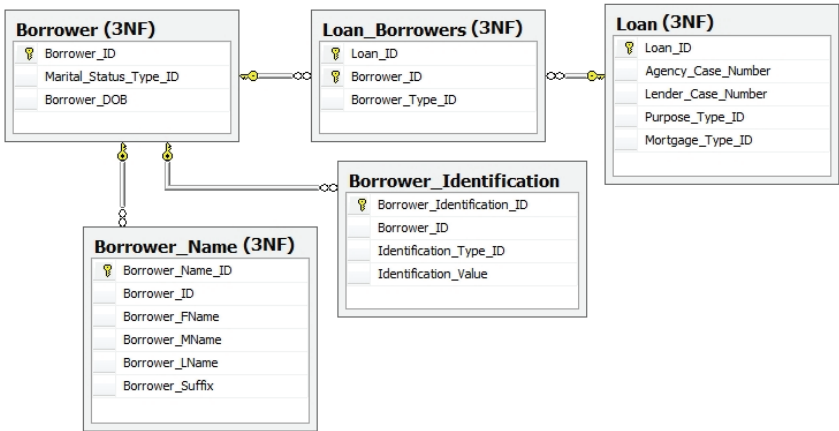 Borrower (3NF)
Borrower_ID
Marital_Status_Type_ID
Borrower_DOB
Loan_Borrowers (3NF)
Loan_ID
Borrower_ID
Borrower_Type_ID
Loan (3NF)
Loan_ID
Agency_Case_Number
Lender_Case_Number
Purpose_Type_ID
Mortgage_Type_ID
Borrower_Identification
Borrower_Identification_ID
Borrower_ID
Identification_Type_ID
Identification_Value
Borrower_Name (3NF)
Borrower_Name_ID
Borrower_ID
Borrower_FName
Borrower_MName
Borrower_LName
Borrower_Suffix